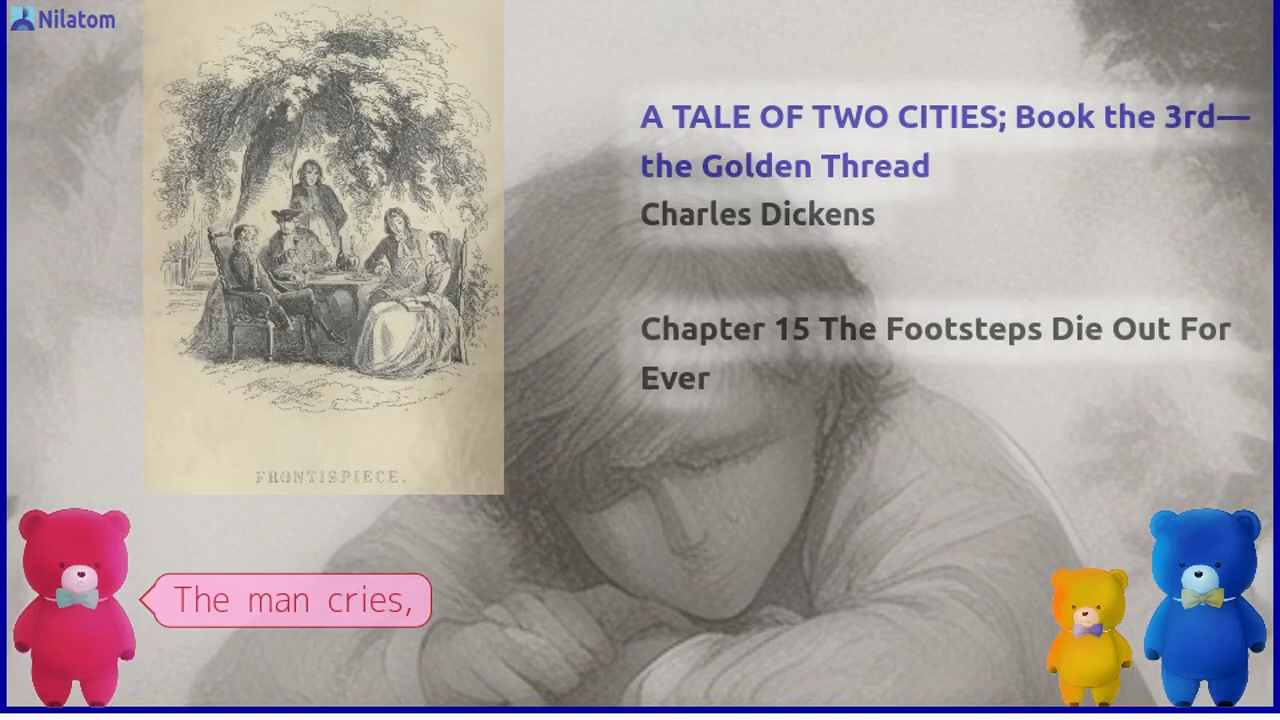 Nilatom
A TALE OF TWO CITIES; Book the 3rd—
the Golden Thread
Charles Dickens
Chapter 15 The Footsteps Die Out For
Ever
FRONTISPIECE.
The man cries,